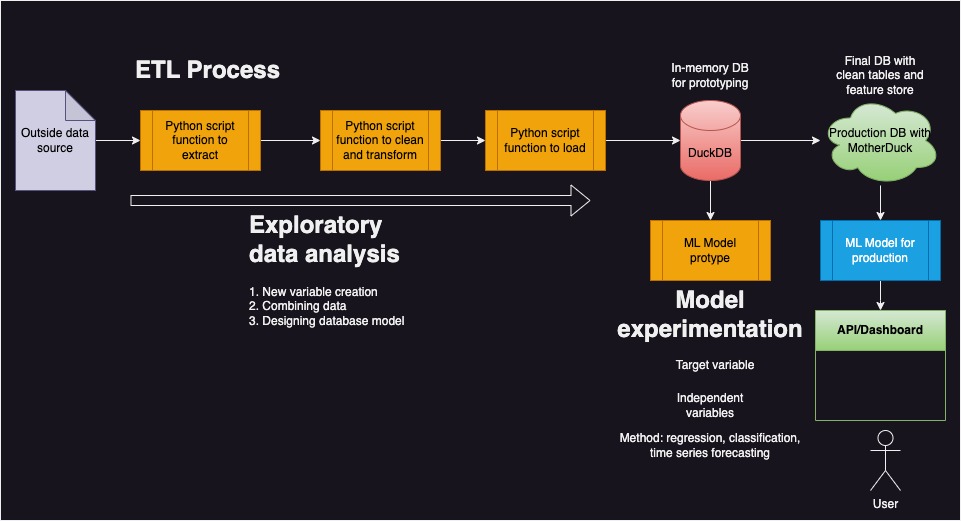 ETL Process
In-memory DB
for prototyping
Final DB with
clean tables and
feature store
Outside data
source
Python script
function to
extract
Python script
function to clean
and transform
Python script
function to load
DuckDB
Production DB with
MotherDuck
Exploratory
data analysis
1. New variable creation
2. Combining data
3. Designing database model
ML Model
protype
ML Model for
production
Model
experimentation
Target variable
Independent
variables
Method: regression, classification,
time series forecasting
API/Dashboard
User